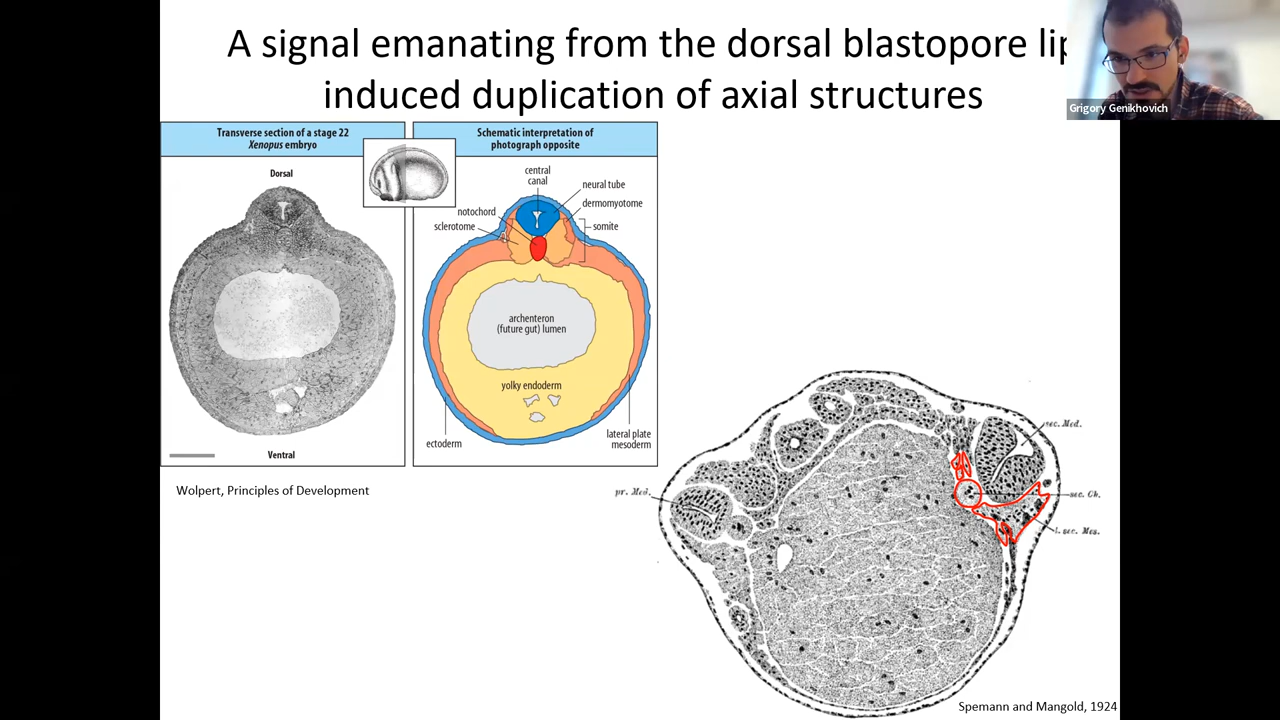 A signal emanating from the dorsal blastopore lip
induced duplication of axial structures
Grigory Genikhovich
Transverse section of a stage 22
Xenopus embryo
Dorsal
Ventral
Schematic interpretation of
photograph opposite
central
canal
neural tube
dermomyotome
notochord
somite
sclerotome
archenteron
(future gut) lumen
yolky endoderm
ectoderm
lateral plate
mesoderm
Wolpert, Principles of Development
sec. Med.
pr. Med.
sec. Ch.
sec. Mes.
Spemann and Mangold, 1924